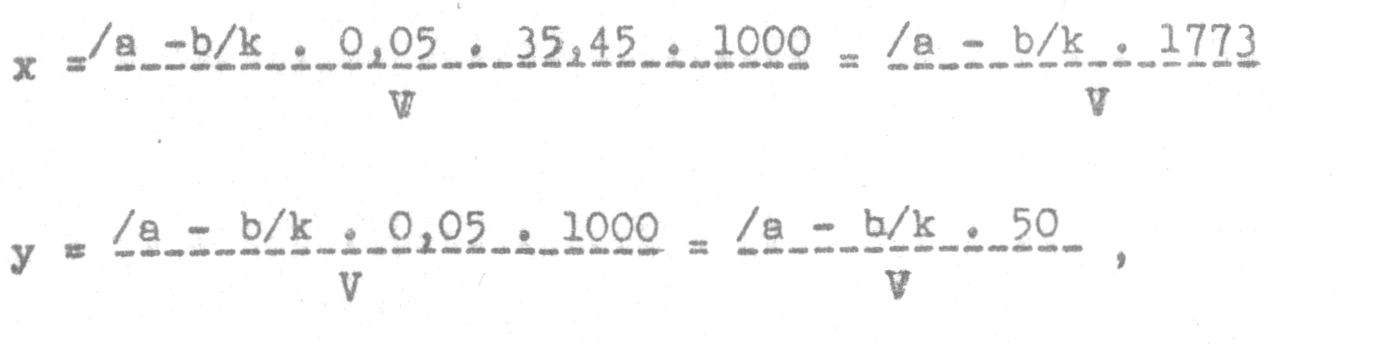 x = /a -b/k . 0,05 . 35,45 . 1000 = /a - b/k . 1773
V V
y = /a - b/k . 0,05 . 1000 = /a - b/k . 50 ,
V V